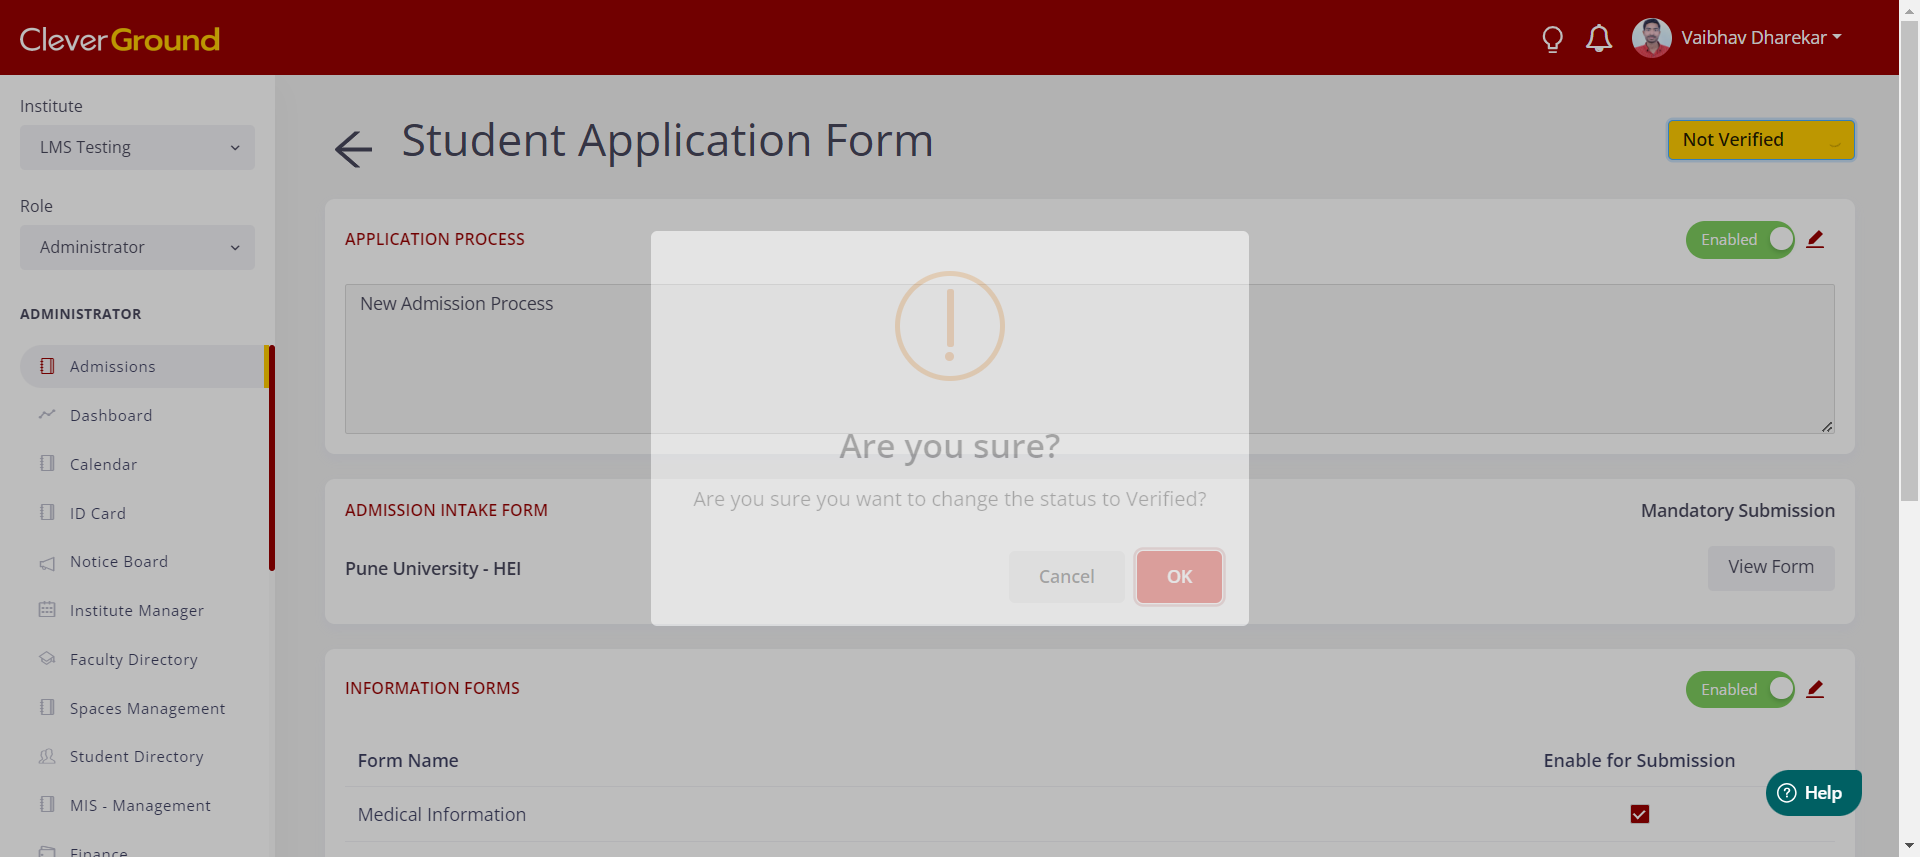 CleverGround
Vaibhav Dharekar
Institute
LMS Testing
Role
Administrator
ADMINISTRATOR
Admissions
Dashboard
Calendar
ID Card
Notice Board
Institute Manager
Faculty Directory
Spaces Management
Student Directory
MIS - Management
Finance
Student Application Form
Not Verified
APPLICATION PROCESS
Enabled
New Admission Process
Are you sure?
Are you sure you want to change the status to Verified?
Cancel
OK
ADMISSION INTAKE FORM
Mandatory Submission
Pune University - HEI
View Form
INFORMATION FORMS
Enabled
Form Name
Enable for Submission
Medical Information
Help